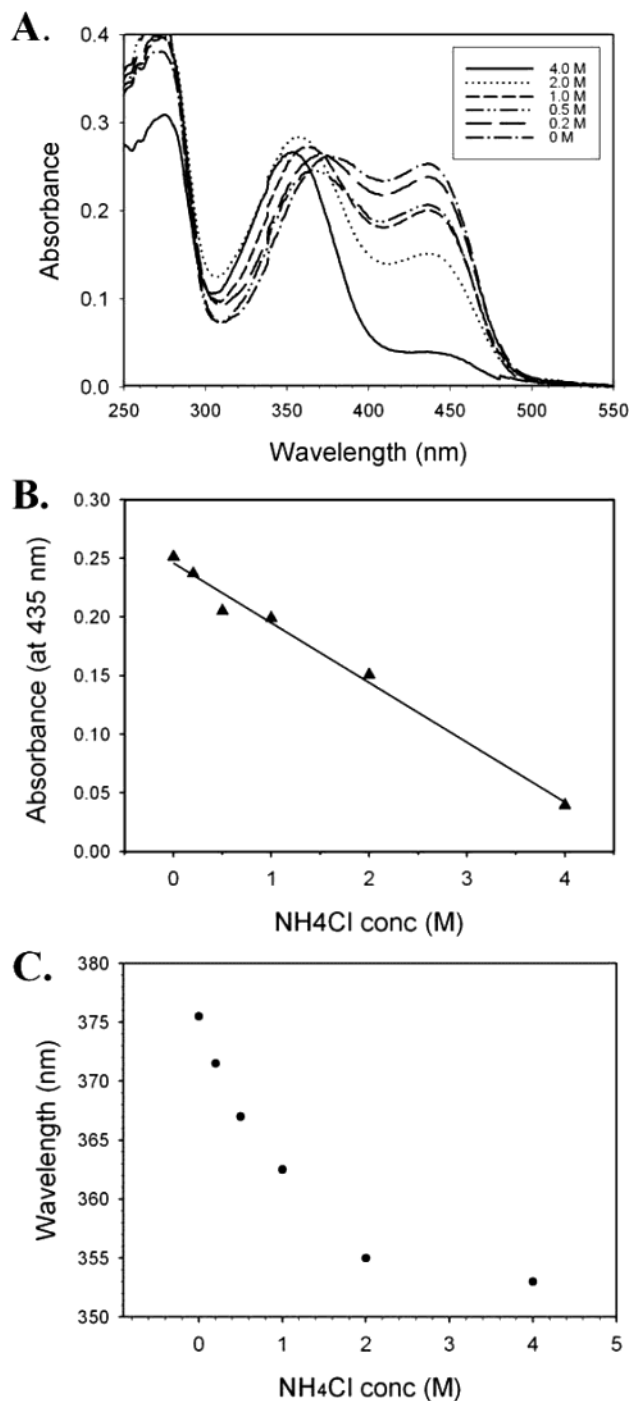 A.
0.4
0.3
0.2
0.1
0.0
Absorbance
4.0 M
2.0 M
1.0 M
0.5 M
0.2 M
0 M
250 300 350 400 450 500 550
Wavelength (nm)
B.
0.30
0.25
0.20
0.15
0.10
0.05
0.00
Absorbance (at 435 nm)
0 1 2 3 4
NH4Cl conc (M)
C.
380
375
370
365
360
355
350
Wavelength (nm)
0 1 2 3 4 5
NH4Cl conc (M)